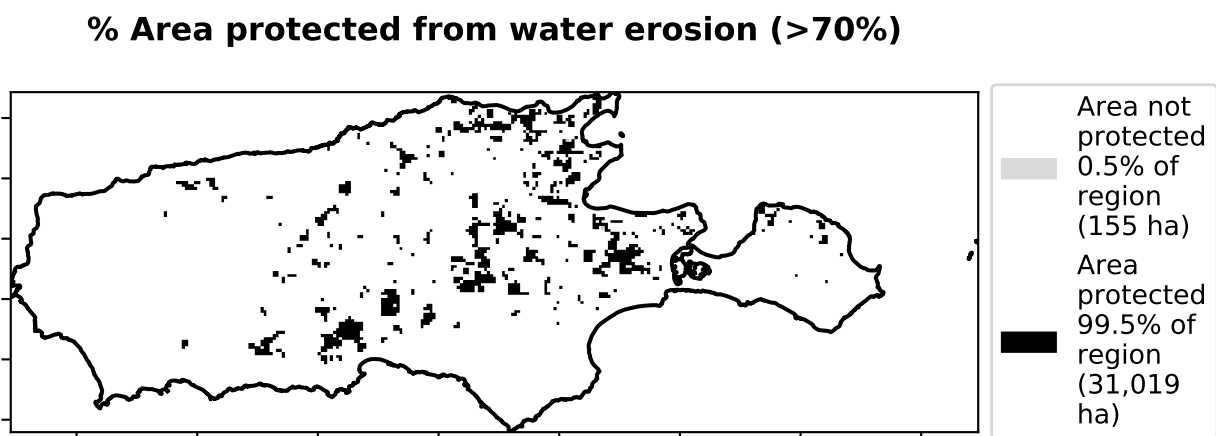 % Area protected from water erosion (>70%)
Area not
protected
0.5% of
region
(155 ha)
Area
protected
99.5% of
region
(31,019
ha)